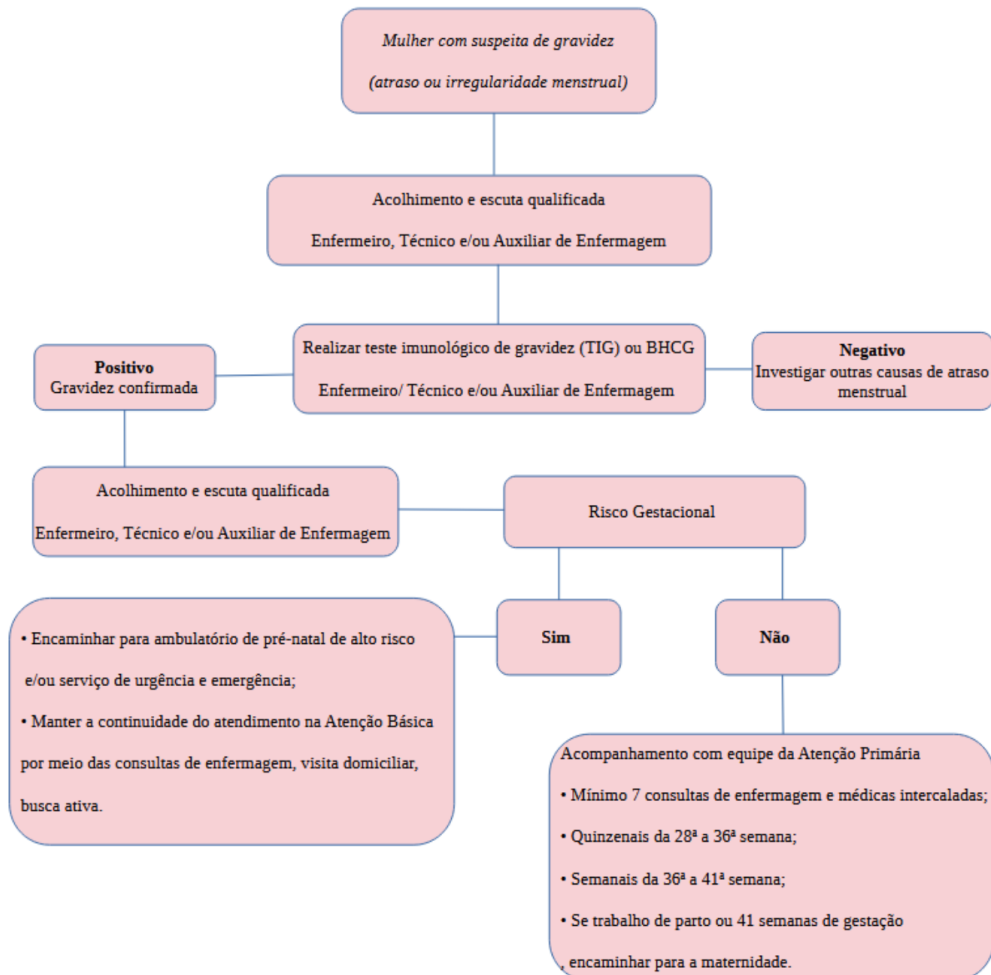 Mulher com suspeita de gravidez
(atraso ou irregularidade menstrual)
Acolhimento e escuta qualificada
Enfermeiro, Técnico e/ou Auxiliar de Enfermagem
Realizar teste imunológico de gravidez (TIG) ou BHCG
Enfermeiro/ Técnico e/ou Auxiliar de Enfermagem
Positivo
Gravidez confirmada
Negativo
Investigar outras causas de atraso
menstrual
Acolhimento e escuta qualificada
Enfermeiro, Técnico e/ou Auxiliar de Enfermagem
Risco Gestacional
Sim
Não
• Encaminhar para ambulatório de pré-natal de alto risco
e/ou serviço de urgência e emergência;
• Manter a continuidade do atendimento na Atenção Básica
por meio das consultas de enfermagem, visita domiciliar,
busca ativa.
Acompanhamento com equipe da Atenção Primária
• Mínimo 7 consultas de enfermagem e médicas intercaladas;
• Quinzenais da 28ª a 36ª semana;
• Semanais da 36ª a 41ª semana;
• Se trabalho de parto ou 41 semanas de gestação
, encaminhar para a maternidade.